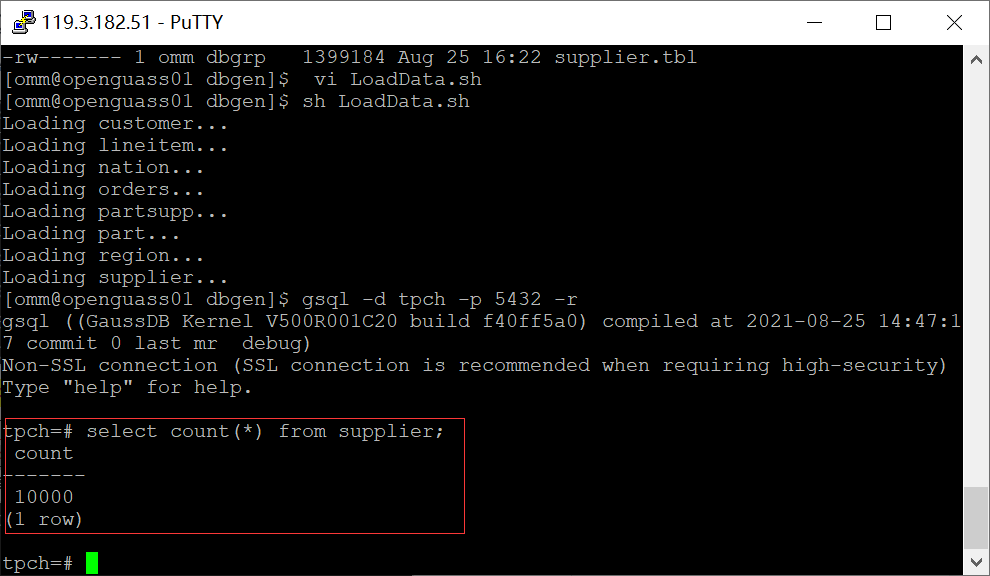 119.3.182.51 - PuTTY
-rw------- 1 omm dbgrp   1399184 Aug 25 16:22 supplier.tbl
[omm@openguass01 dbgen]$  vi LoadData.sh
[omm@openguass01 dbgen]$ sh LoadData.sh
Loading customer...
Loading lineitem...
Loading nation...
Loading orders...
Loading partsupp...
Loading part...
Loading region...
Loading supplier...
[omm@openguass01 dbgen]$ gsql -d tpch -p 5432 -r
gsql ((GaussDB Kernel V500R001C20 build f40ff5a0) compiled at 2021-08-25 14:47:1
7 commit 0 last mr  debug)
Non-SSL connection (SSL connection is recommended when requiring high-security)
Type "help" for help.
tpch=# select count(*) from supplier;
 count
-------
 10000
(1 row)
tpch=#